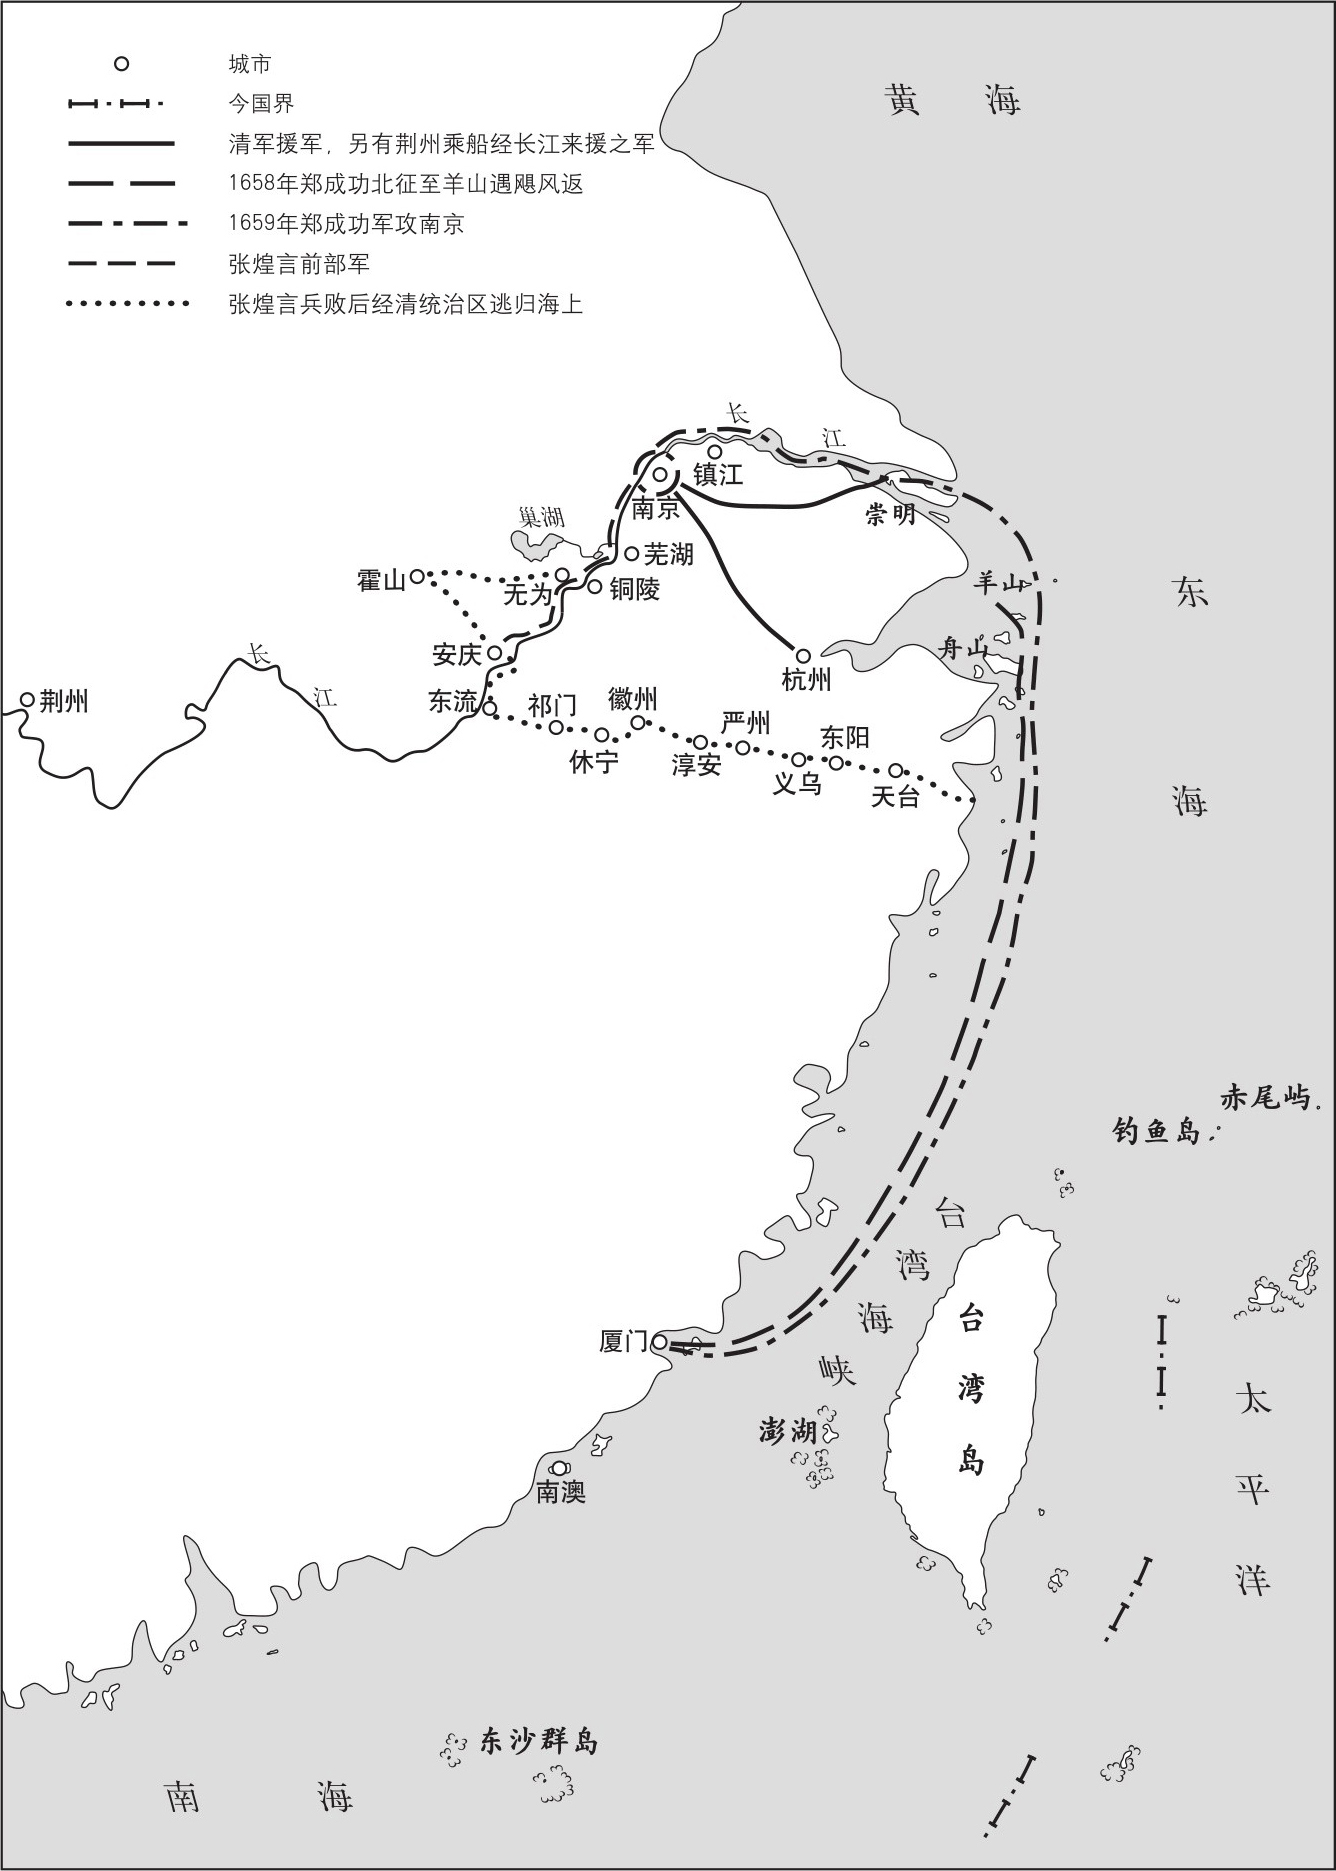 城市
今国界
清军援军，另有荆州乘船经长江来援之军
1658年郑成功北征至羊山遇飓风返
1659年郑成功军攻南京
张煌言前部军
张煌言兵败后经清统治区逃归海上
黄海
长江
镇江
南京
崇明
巢湖
芜湖
霍山
无为
铜陵
羊山
东海
安庆
舟山
杭州
长江
荆州
东流
祁门
徽州
严州
东阳
休宁
淳安
义乌
天台
赤尾屿
钓鱼岛
台湾海峡
台湾岛
厦门
太平洋
澎湖
南澳
东沙群岛
南海